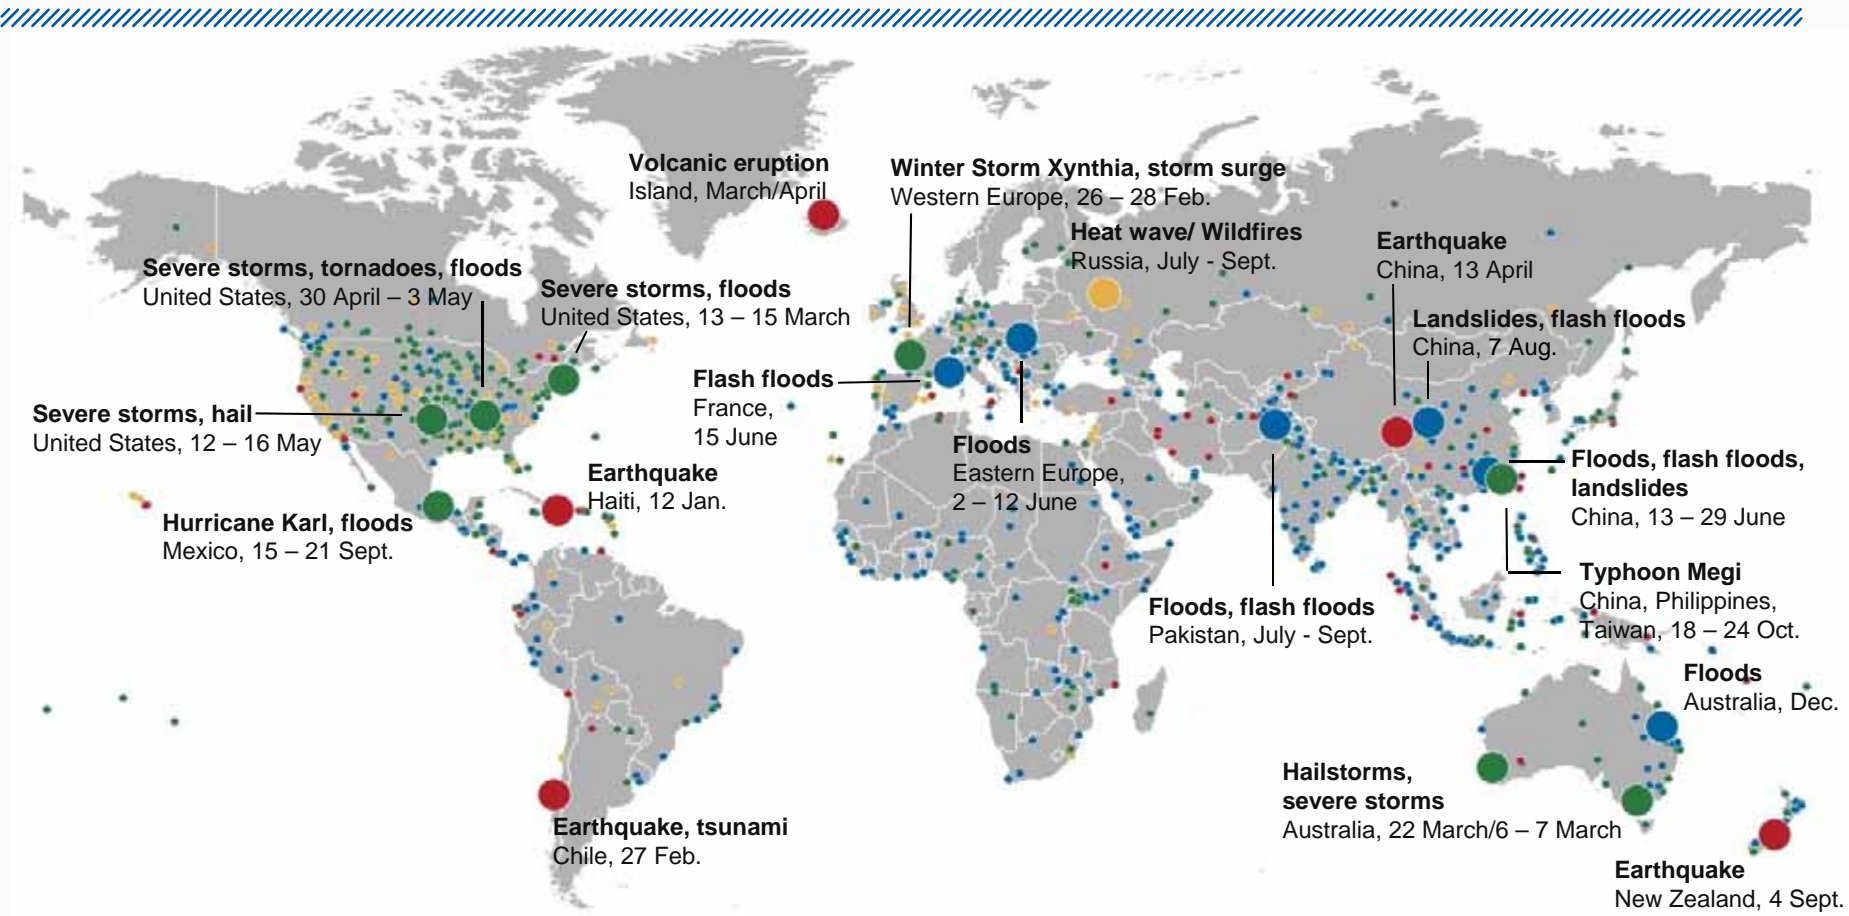 Volcanic eruption
Island, March/April
Winter Storm Xynthia, storm surge
Western Europe, 26 – 28 Feb.
Heat wave/ Wildfires
Russia, July - Sept.
Earthquake
China, 13 April
Severe storms, tornadoes, floods
United States, 30 April – 3 May
Severe storms, floods
United States, 13 – 15 March
Landslides, flash floods
China, 7 Aug.
Flash floods
France,
15 June
Severe storms, hail
United States, 12 – 16 May
Floods
Eastern Europe,
2 – 12 June
Earthquake
Haiti, 12 Jan.
Floods, flash floods,
landslides
China, 13 – 29 June
Hurricane Karl, floods
Mexico, 15 – 21 Sept.
Typhoon Megi
China, Philippines,
Taiwan, 18 – 24 Oct.
Floods, flash floods
Pakistan, July - Sept.
Floods
Australia, Dec.
Hailstorms,
severe storms
Australia, 22 March/6 – 7 March
Earthquake, tsunami
Chile, 27 Feb.
Earthquake
New Zealand, 4 Sept.